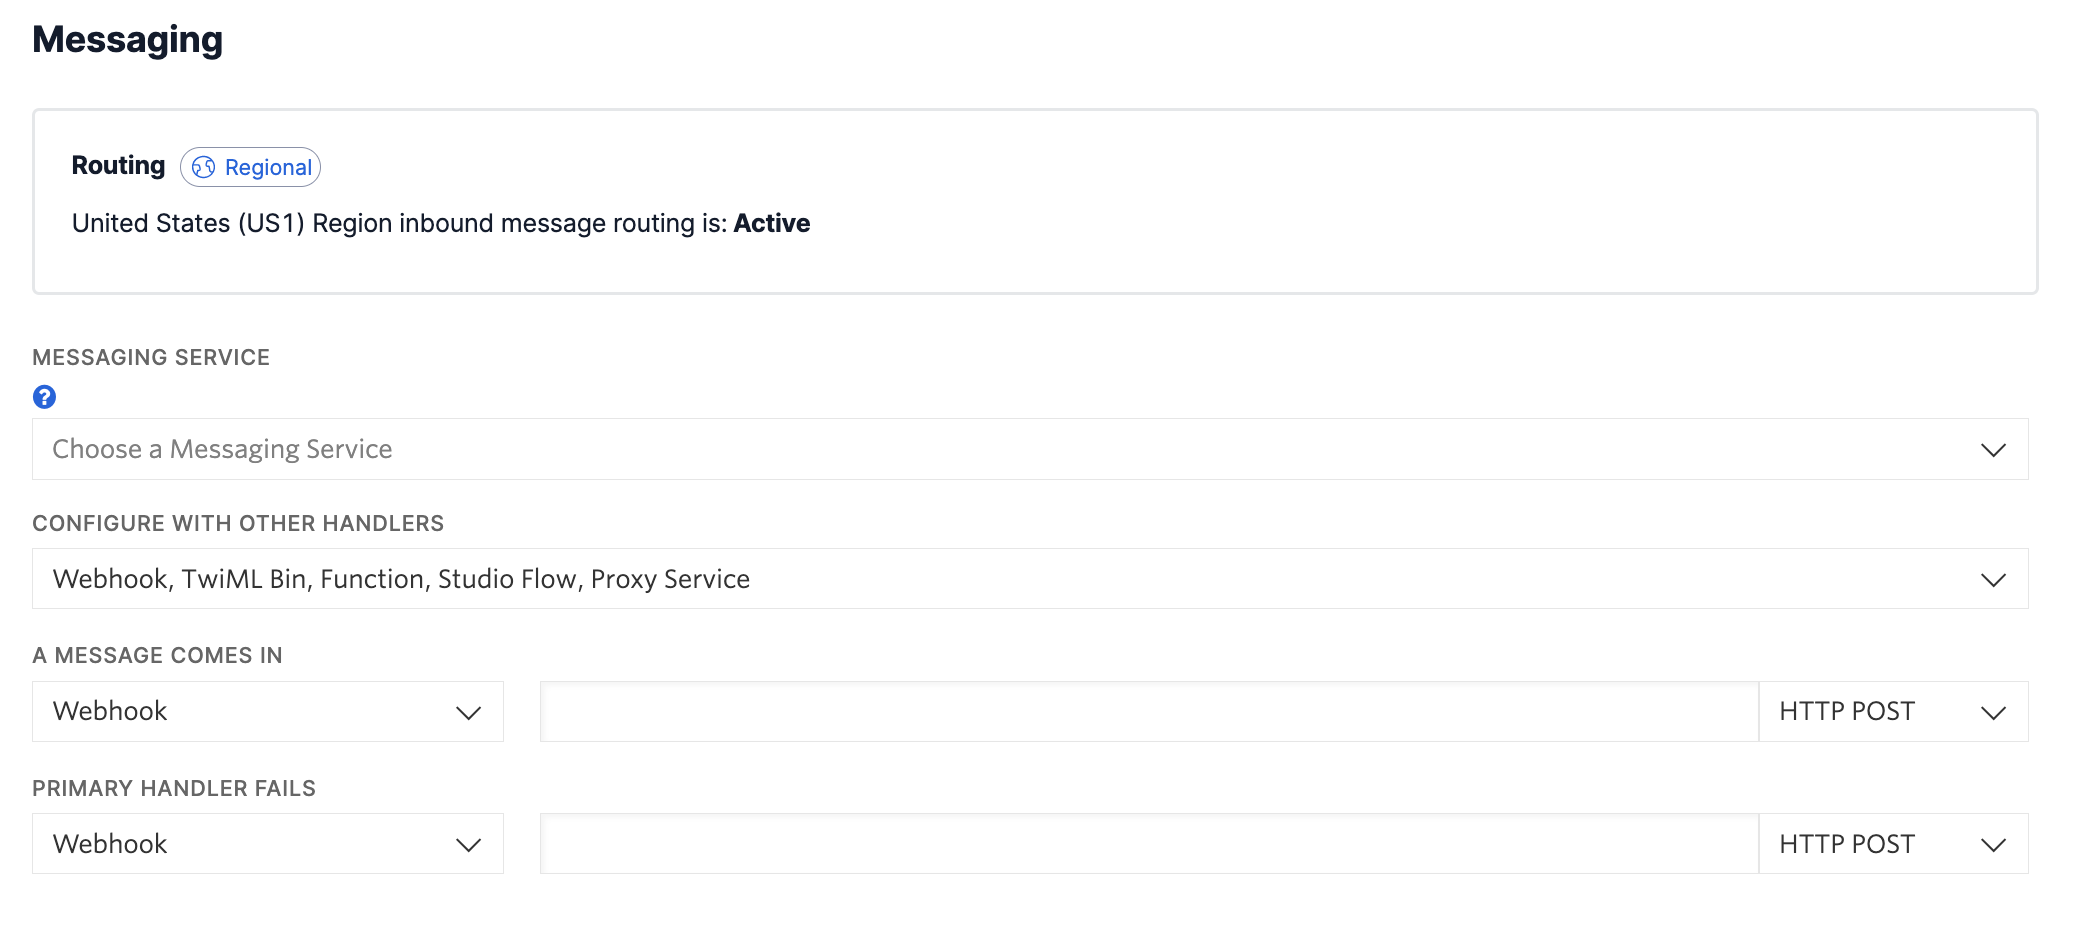 Messaging
Routing Regional
United States (US1) Region inbound message routing is: Active
MESSAGING SERVICE
?
Choose a Messaging Service
CONFIGURE WITH OTHER HANDLERS
Webhook, TwiML Bin, Function, Studio Flow, Proxy Service
A MESSAGE COMES IN
Webhook HTTP POST
PRIMARY HANDLER FAILS
Webhook HTTP POST